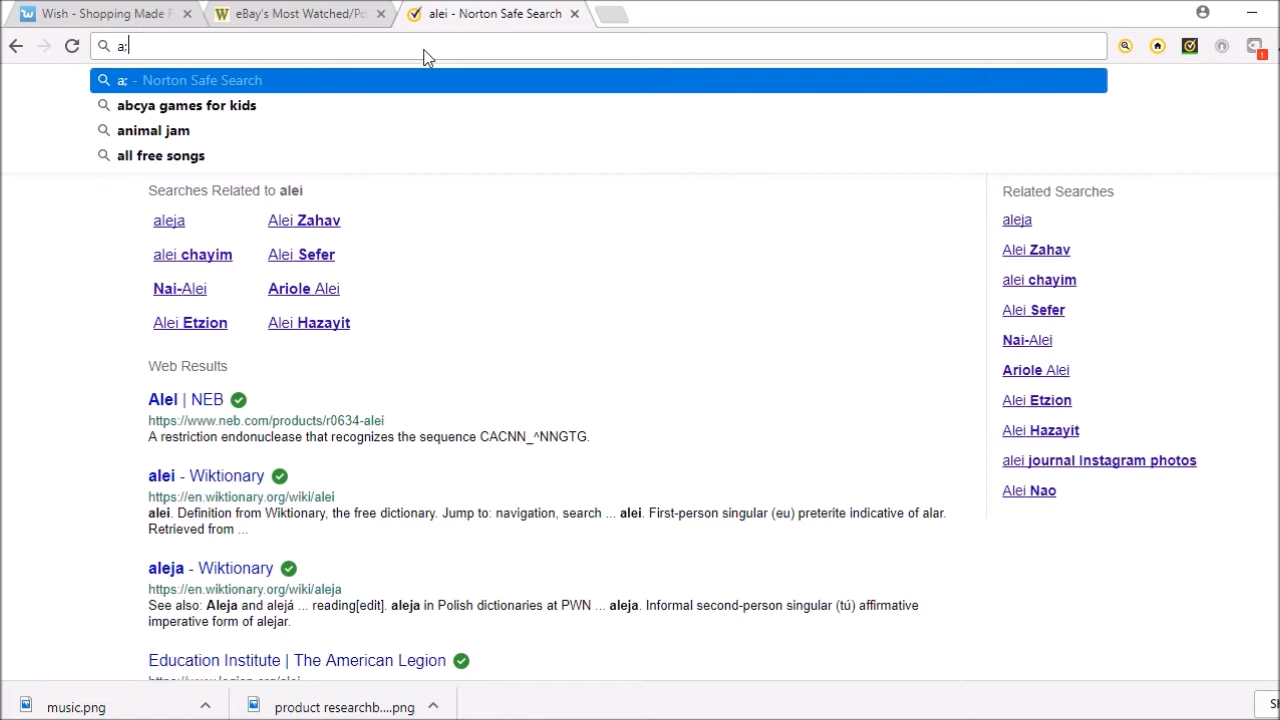 Wish - Shopping Made F
eBay's Most Watched/Po
alei - Norton Safe Search
a;
a; - Norton Safe Search
abcya games for kids
animal jam
all free songs
Searches Related to alei
aleja
Alei Zahav
alei chayim
Alei Sefer
Nai-Alei
Ariole Alei
Alei Etzion
Alei Hazayit
Web Results
AleI | NEB
https://www.neb.com/products/r0634-alei
A restriction endonuclease that recognizes the sequence CACNN_^NNGTG.
alei - Wiktionary
https://en.wiktionary.org/wiki/alei
alei. Definition from Wiktionary, the free dictionary. Jump to: navigation, search ... alei. First-person singular (eu) preterite indicative of alar.
Retrieved from ...
aleja - Wiktionary
https://en.wiktionary.org/wiki/aleja
See also: Aleja and alejá ... reading[edit]. aleja in Polish dictionaries at PWN ... aleja. Informal second-person singular (tú) affirmative
imperative form of alejar.
Education Institute | The American Legion
Related Searches
aleja
Alei Zahav
alei chayim
Alei Sefer
Nai-Alei
Ariole Alei
Alei Etzion
Alei Hazayit
alei journal Instagram photos
Alei Nao
music.png
product researchb....png